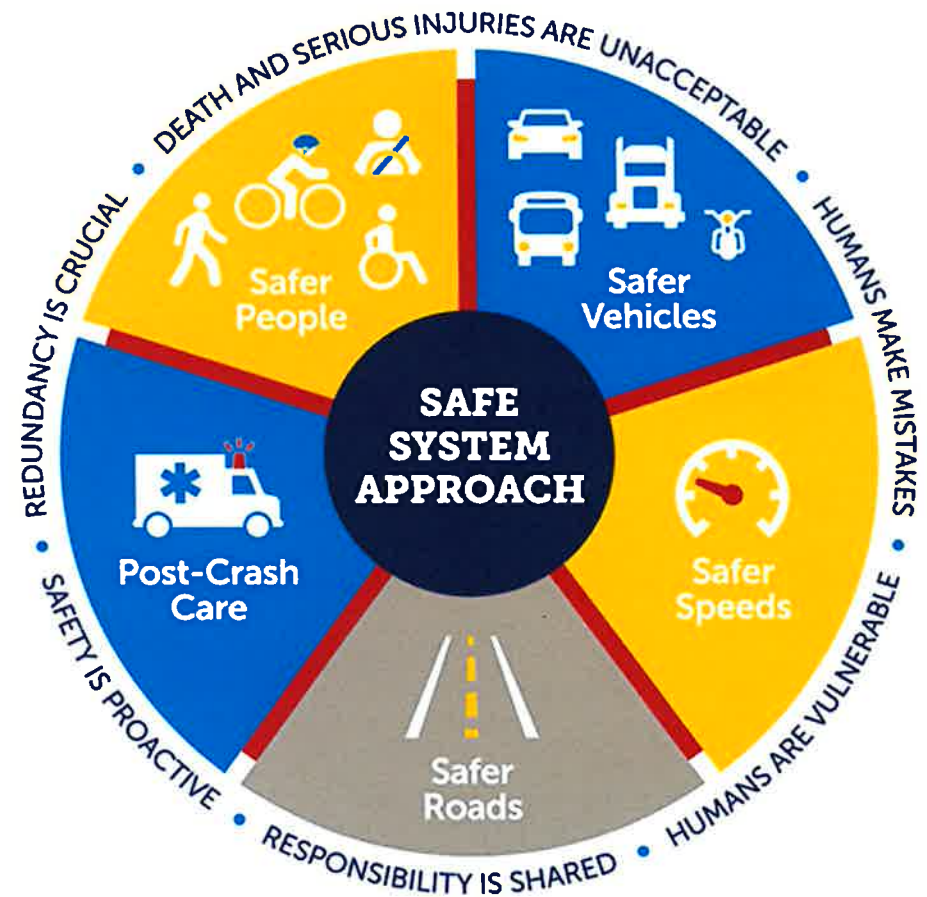 DEATH AND SERIOUS INJURIES ARE UNACCEPTABLE
HUMANS MAKE MISTAKES
HUMANS ARE VULNERABLE
RESPONSIBILITY IS SHARED
SAFETY IS PROACTIVE
REDUNDANCY IS CRUCIAL
Safer
People
Safer
Vehicles
SAFE
SYSTEM
APPROACH
Safer
Speeds
Post-Crash
Care
Safer
Roads